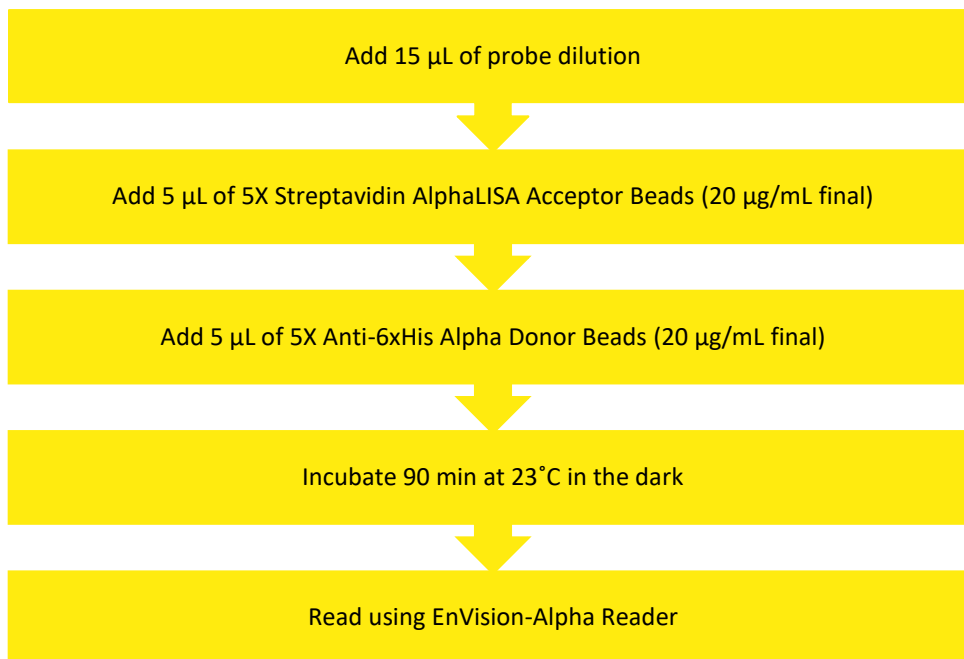 Add 15 µL of probe dilution
Add 5 µL of 5X Streptavidin AlphaLISA Acceptor Beads (20 µg/mL final)
Add 5 µL of 5X Anti-6xHis Alpha Donor Beads (20 µg/mL final)
Incubate 90 min at 23˚C in the dark
Read using EnVision-Alpha Reader